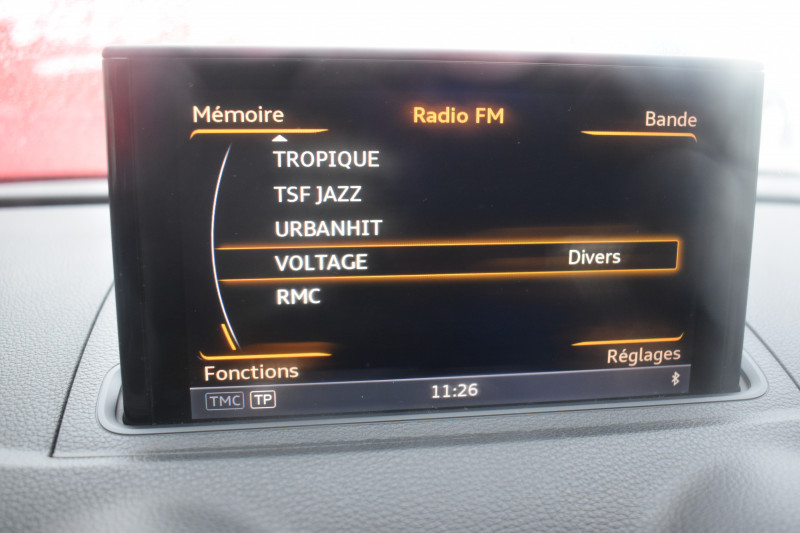 Mémoire Radio FM Bande
TROPIQUE
TSF JAZZ
URBANHIT
VOLTAGE Divers
RMC
Fonctions Réglages
TMC TP 11:26